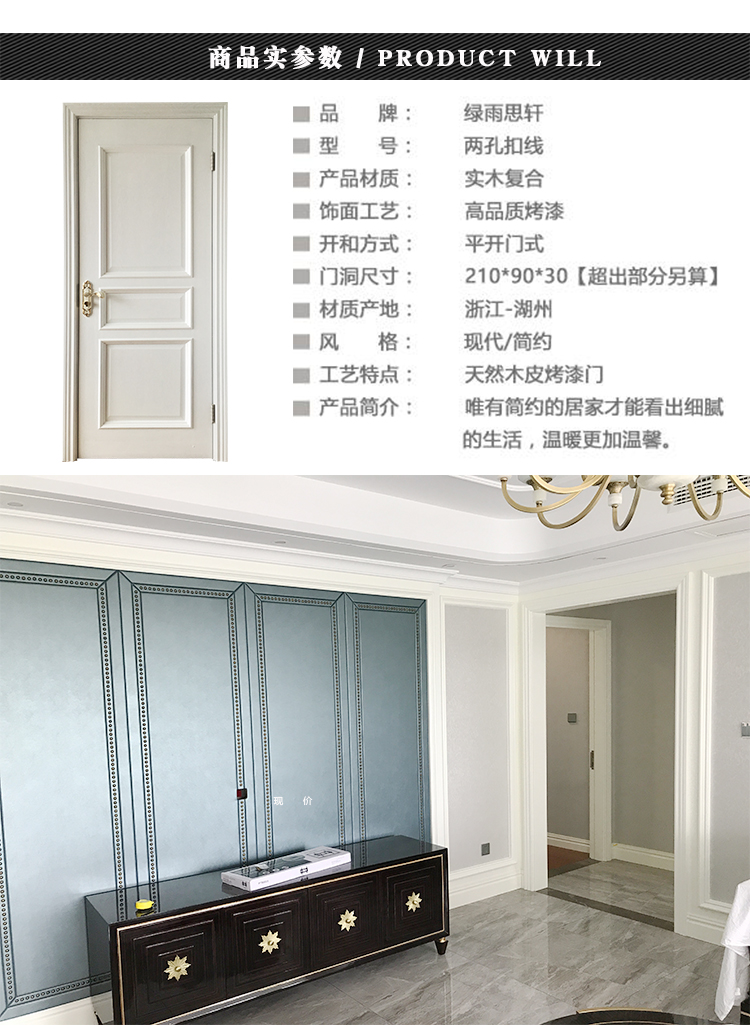 商品实参数 / PRODUCT WILL
品　　牌： 绿雨思轩
型　　号： 两孔扣线
产品材质： 实木复合
饰面工艺： 高品质烤漆
开和方式： 平开门式
门洞尺寸： 210*90*30【超出部分另算】
材质产地： 浙江-湖州
风　　格： 现代/简约
工艺特点： 天然木皮烤漆门
产品简介： 唯有简约的居家才能看出细腻
的生活，温暖更加温馨。
现 价